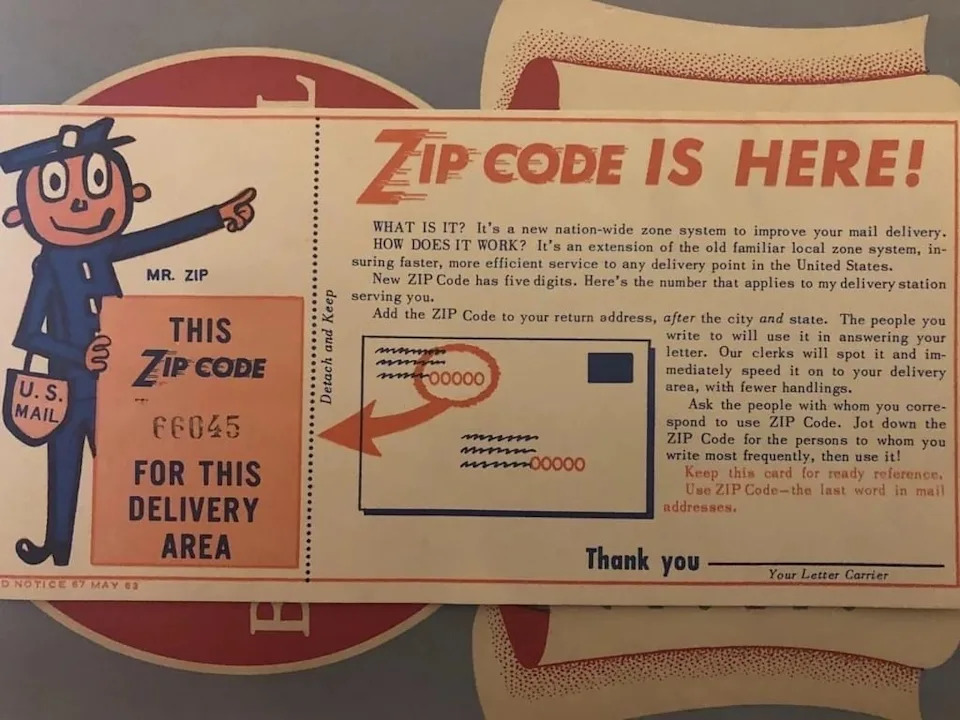 ZIP CODE IS HERE!
MR. ZIP
THIS
ZIP CODE
66045
FOR THIS
DELIVERY
AREA
U.S.
MAIL
D NOTICE 67 MAY 63
Detach and Keep
WHAT IS IT? It's a new nation-wide zone system to improve your mail delivery.
HOW DOES IT WORK? It's an extension of the old familiar local zone system, in-
suring faster, more efficient service to any delivery point in the United States.
New ZIP Code has five digits. Here's the number that applies to my delivery station
serving you.
Add the ZIP Code to your return address, after the city and state. The people you
write to will use it in answering your
letter. Our clerks will spot it and im-
mediately speed it on to your delivery
area, with fewer handlings.
Ask the people with whom you corre-
spond to use ZIP Code. Jot down the
ZIP Code for the persons to whom you
write most frequently, then use it!
Keep this card for ready reference.
Use ZIP Code—the last word in mail
addresses.
00000
00000
Thank you
Your Letter Carrier